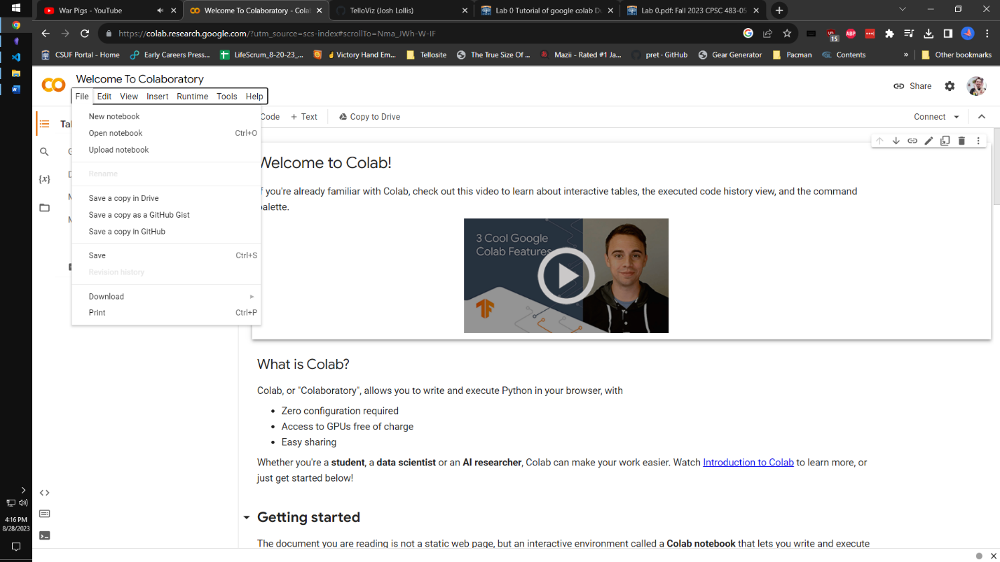 War Pigs - YouTube
Welcome To Colaboratory - Cola
TelloViz (Josh Lollis)
Lab 0 Tutorial of google colab D
Lab 0.pdf: Fall 2023 CPSC 483-05
https://colab.research.google.com/?utm_source=scs-index#scrollTo=Nma_JWh-W-IF
15
ABP
CSUF Portal - Home
Early Careers Press...
LifeScrum_8-20-23_...
Victory Hand Em...
Tellosite
The True Size Of ...
Mazii - Rated #1 Ja...
pret · GitHub
Gear Generator
Pacman
Contents
»
Other bookmarks
Welcome To Colaboratory
File Edit View Insert Runtime Tools Help
Share
New notebook
Open notebook Ctrl+O
Upload notebook
Rename
Save a copy in Drive
Save a copy as a GitHub Gist
Save a copy in GitHub
Save Ctrl+S
Revision history
Download
Print Ctrl+P
Code + Text Copy to Drive
Connect
{x}
Welcome to Colab!
If you're already familiar with Colab, check out this video to learn about interactive tables, the executed code history view, and the command
palette.
3 Cool Google
Colab Features
What is Colab?
Colab, or "Colaboratory", allows you to write and execute Python in your browser, with
• Zero configuration required
• Access to GPUs free of charge
• Easy sharing
Whether you're a student, a data scientist or an AI researcher, Colab can make your work easier. Watch Introduction to Colab to learn more, or
just get started below!
Getting started
The document you are reading is not a static web page, but an interactive environment called a Colab notebook that lets you write and execute
4:16 PM
8/28/2023